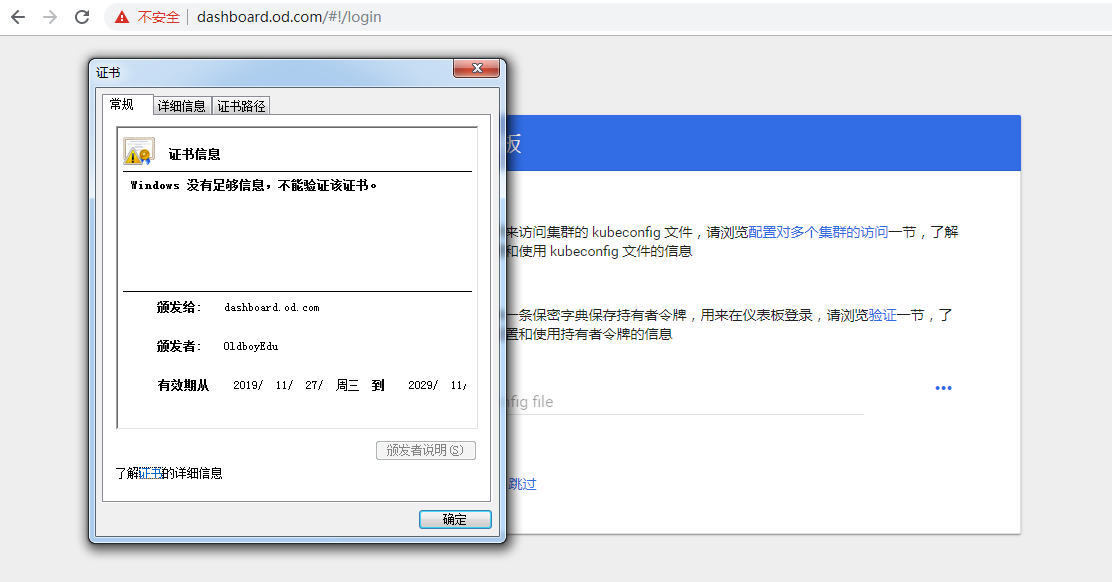 不安全 dashboard.od.com/#!/login
证书
常规 详细信息 证书路径
证书信息
Windows 没有足够信息，不能验证该证书。
颁发给： dashboard.od.com
颁发者： OldboyEdu
有效期从 2019/ 11/ 27/ 周三 到 2029/ 11/
颁发者说明(S)
了解证书的详细信息
确定
板
来访问集群的 kubeconfig 文件，请浏览配置对多个集群的访问一节，了解
和使用 kubeconfig 文件的信息
一条保密字典保存持有者令牌，用来在仪表板登录，请浏览验证一节，了
置和使用持有者令牌的信息
nfig file
跳过